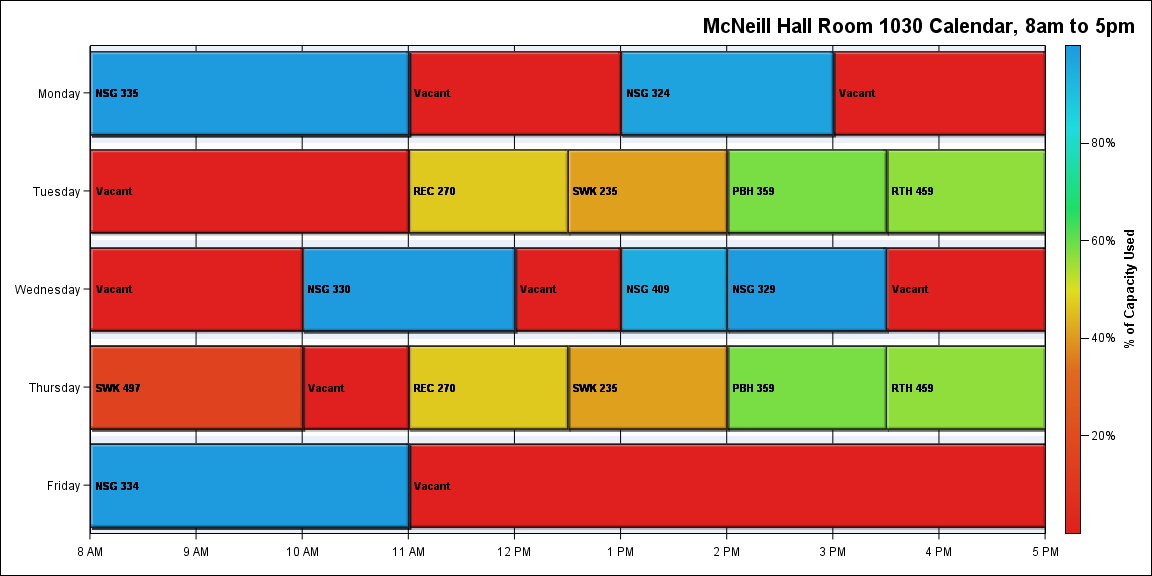 McNeill Hall Room 1030 Calendar, 8am to 5pm
Monday
NSG 335
Vacant
NSG 324
Vacant
Tuesday
Vacant
REC 270
SWK 235
PBH 359
RTH 459
Wednesday
Vacant
NSG 330
Vacant
NSG 409
NSG 329
Vacant
Thursday
SWK 497
Vacant
REC 270
SWK 235
PBH 359
RTH 459
Friday
NSG 334
Vacant
8 AM
9 AM
10 AM
11 AM
12 PM
1 PM
2 PM
3 PM
4 PM
5 PM
80%
60%
40%
20%
% of Capacity Used